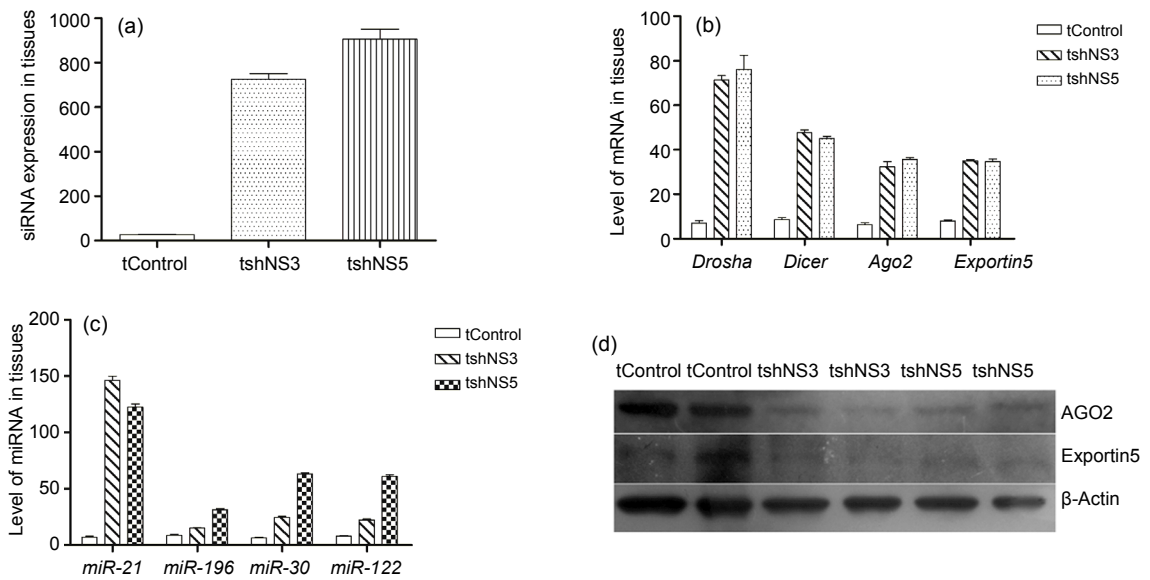 (a)
siRNA expression in tissues
1000
800
600
400
200
0
tControl tshNS3 tshNS5
(b)
Level of mRNA in tissues
100
80
60
40
20
0
Drosha Dicer Ago2 Exportin5
tControl
tshNS3
tshNS5
(c)
Level of miRNA in tissues
200
150
100
50
0
miR-21 miR-196 miR-30 miR-122
tControl
tshNS3
tshNS5
(d)
tControl tControl tshNS3 tshNS3 tshNS5 tshNS5
AGO2
Exportin5
β-Actin